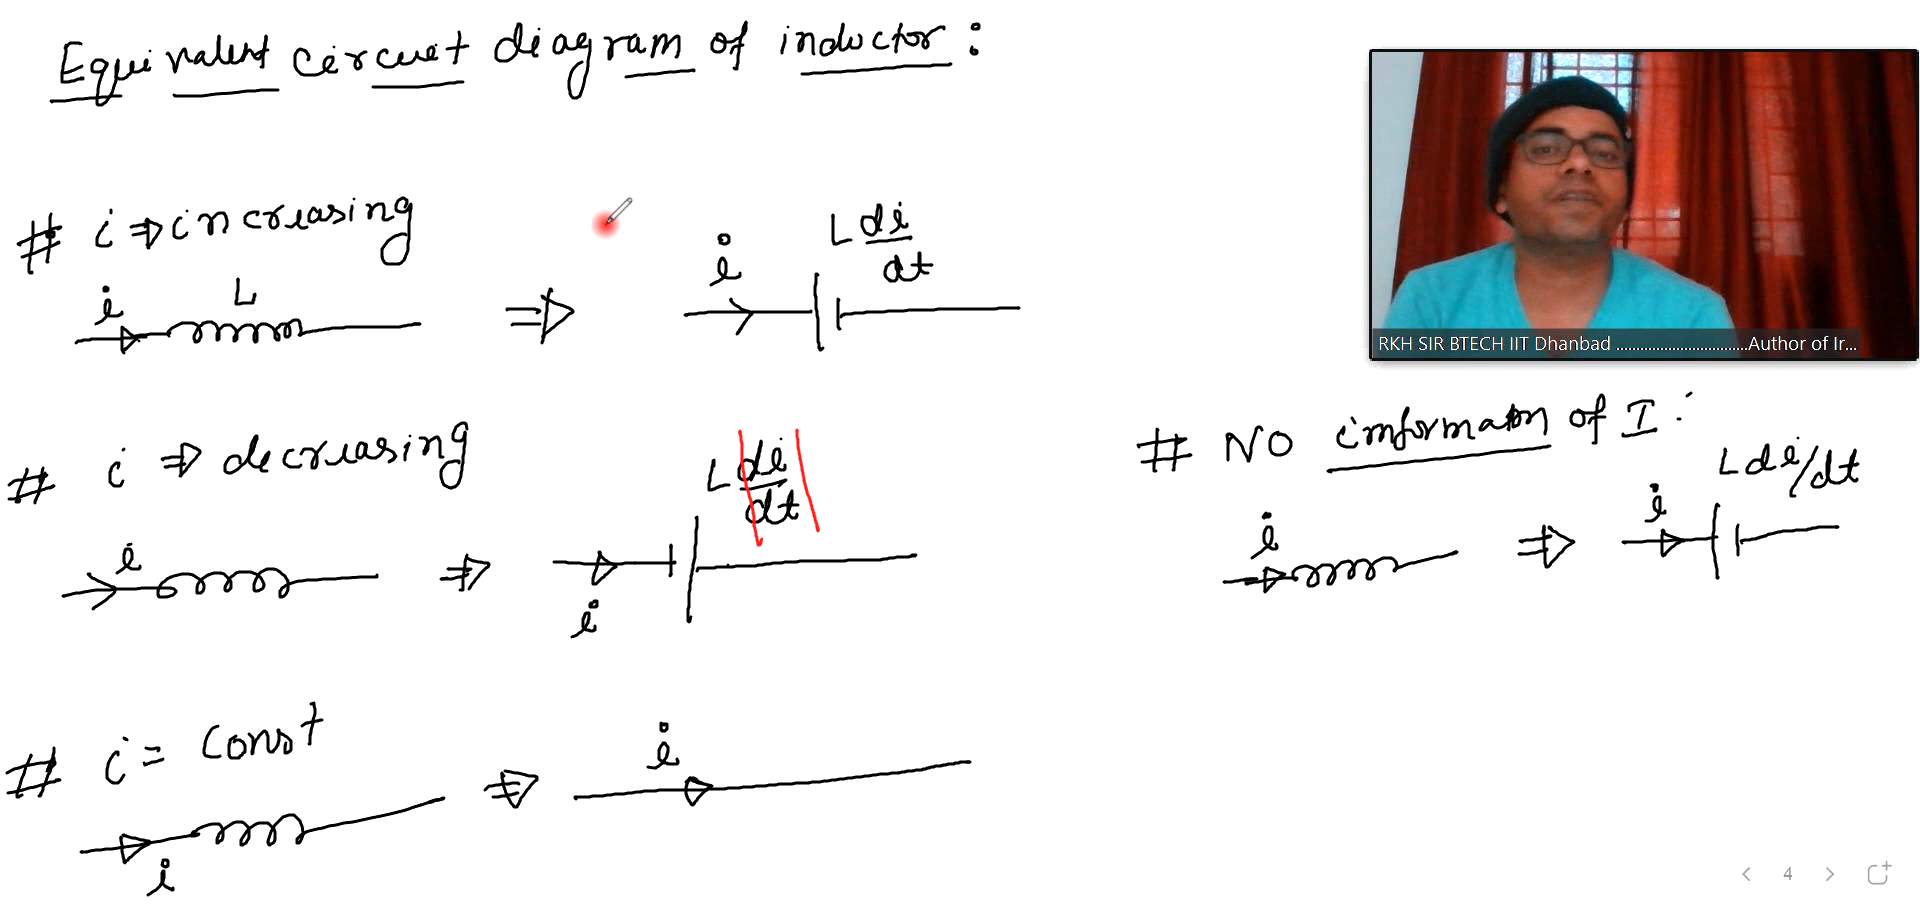 Equivalent circuit diagram of inductor:
# i ⇒ increasing
i L
⇒
i L di/dt
# i ⇒ decreasing
i
⇒
i L |di/dt|
# i = const
i
⇒
i
RKH SIR BTECH IIT Dhanbad ................................Author of Ir...
# NO information of I:
i
⇒
i L di/dt
< 4 >